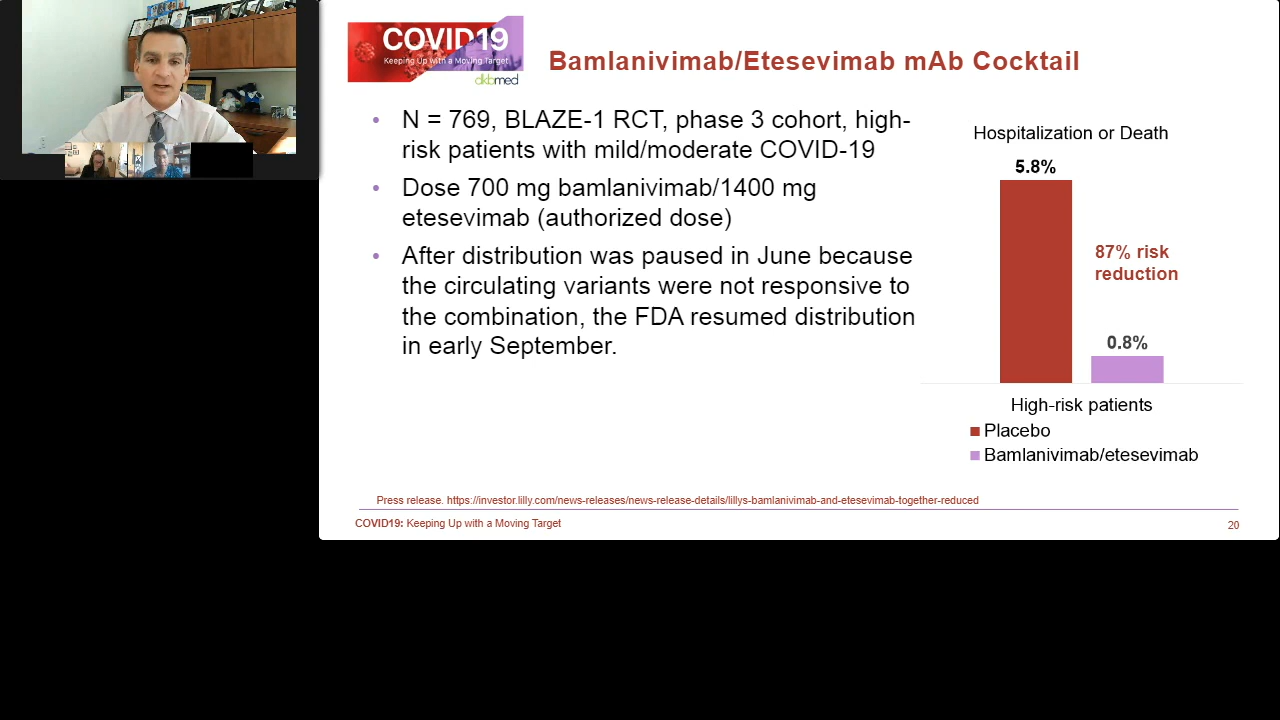 COVID19
Keeping Up with a Moving Target
dkbmed
Bamlanivimab/Etesevimab mAb Cocktail
• N = 769, BLAZE-1 RCT, phase 3 cohort, high-
risk patients with mild/moderate COVID-19
• Dose 700 mg bamlanivimab/1400 mg
etesevimab (authorized dose)
• After distribution was paused in June because
the circulating variants were not responsive to
the combination, the FDA resumed distribution
in early September.
Hospitalization or Death
5.8%
87% risk
reduction
0.8%
High-risk patients
Placebo
Bamlanivimab/etesevimab
Press release. https://investor.lilly.com/news-releases/news-release-details/lillys-bamlanivimab-and-etesevimab-together-reduced
COVID19: Keeping Up with a Moving Target
20